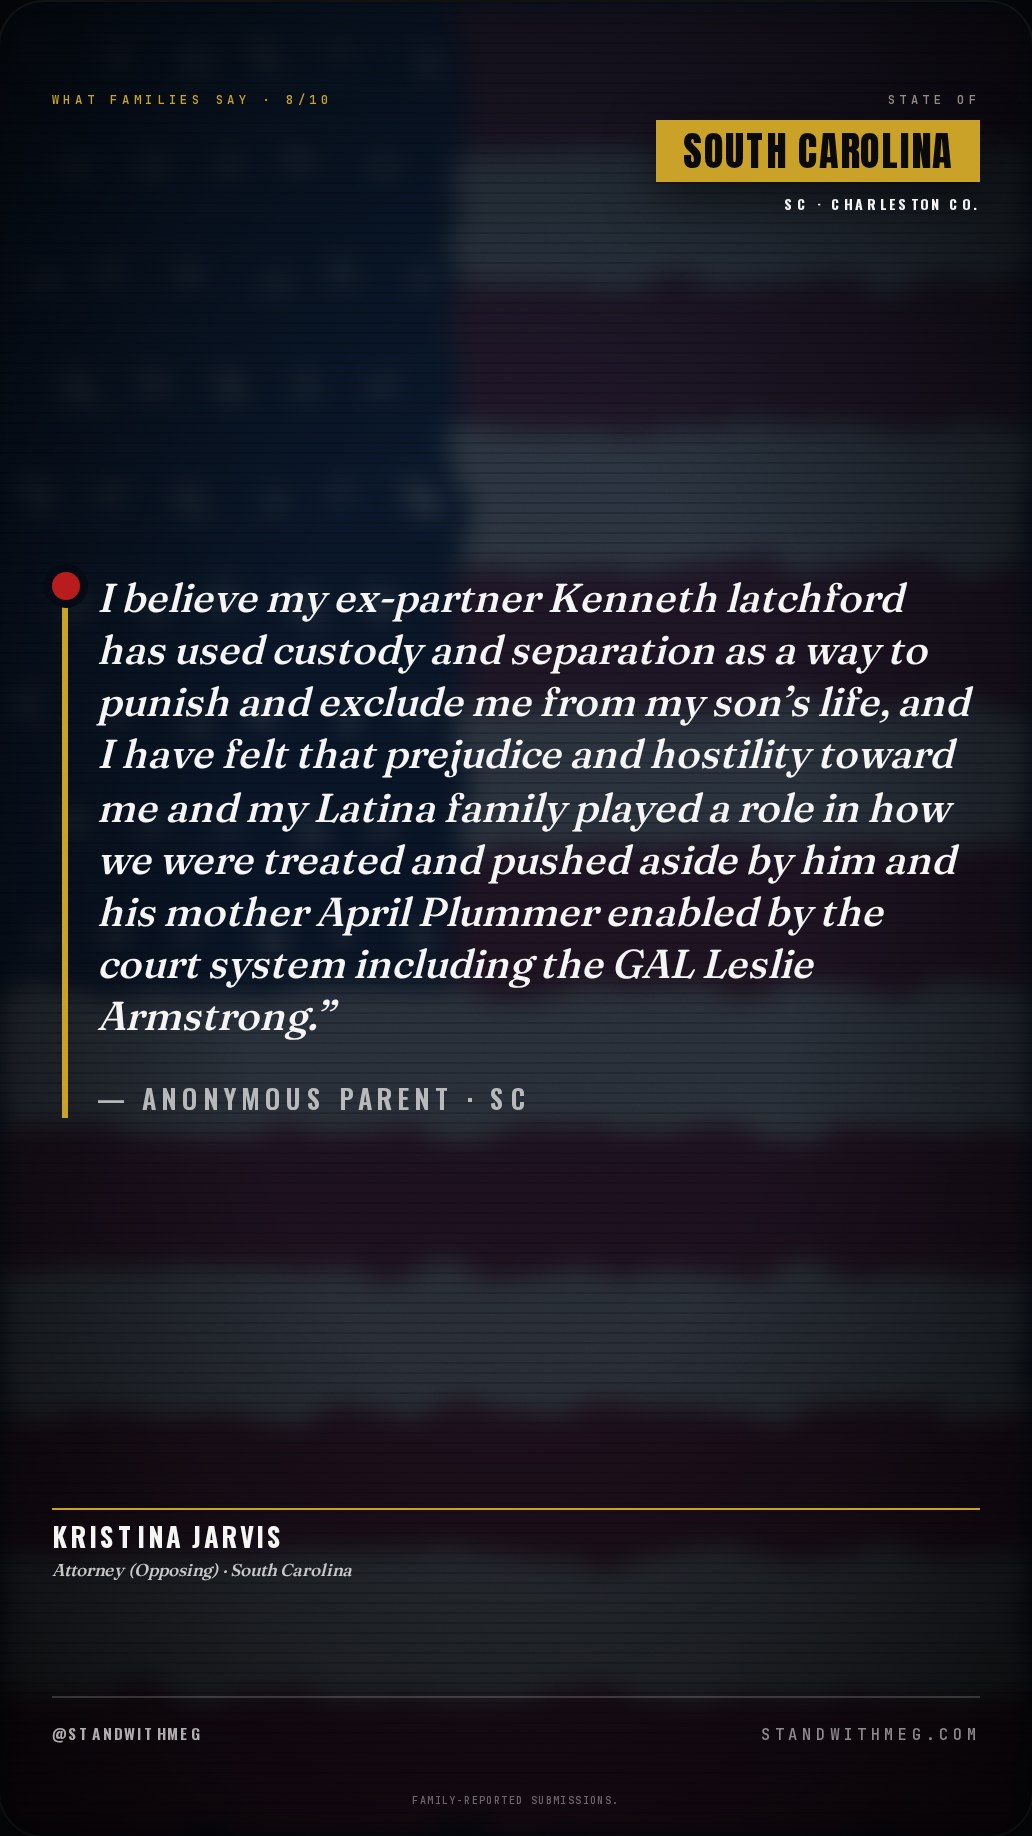 WHAT FAMILIES SAY · 8/10
STATE OF
SOUTH CAROLINA
SC · CHARLESTON CO.
I believe my ex-partner Kenneth latchford
has used custody and separation as a way to
punish and exclude me from my son’s life, and
I have felt that prejudice and hostility toward
me and my Latina family played a role in how
we were treated and pushed aside by him and
his mother April Plummer enabled by the
court system including the GAL Leslie
Armstrong.”
— ANONYMOUS PARENT · SC
KRISTINA JARVIS
Attorney (Opposing) · South Carolina
@STANDWITHMEG
STANDWITHMEG.COM
FAMILY-REPORTED SUBMISSIONS.